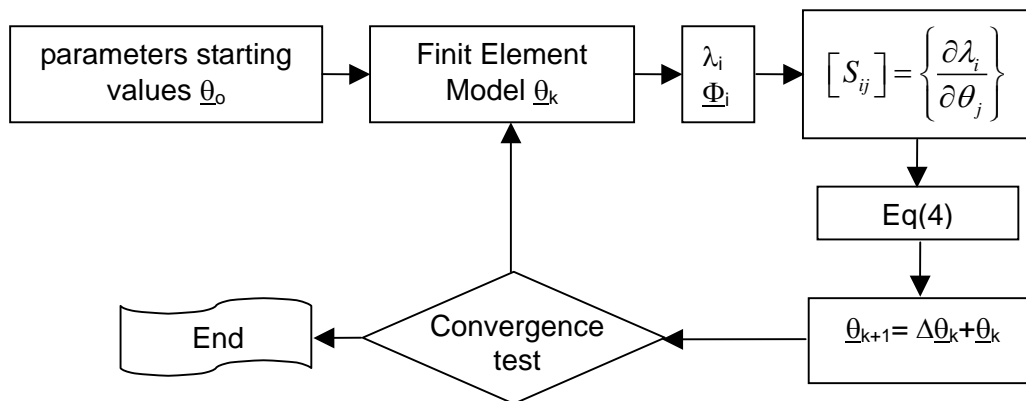 parameters starting
values θ₀
Finit Element
Model θₖ
λᵢ
Φᵢ
[Sᵢⱼ] = {∂λᵢ/∂θⱼ}
Eq(4)
θₖ₊₁= Δθₖ+θₖ
Convergence
test
End